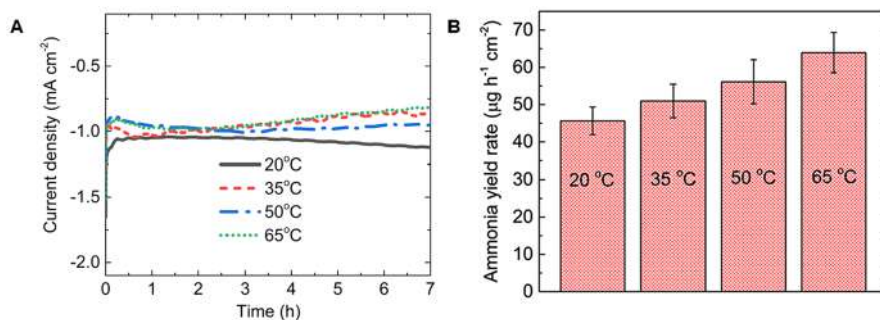 A
Current density (mA cm⁻²)
-0.5
-1.0
-1.5
-2.0
20°C
35°C
50°C
65°C
0 1 2 3 4 5 6 7
Time (h)
B
Ammonia yield rate (µg h⁻¹ cm⁻²)
70
60
50
40
30
20
10
0
20 °C
35 °C
50 °C
65 °C